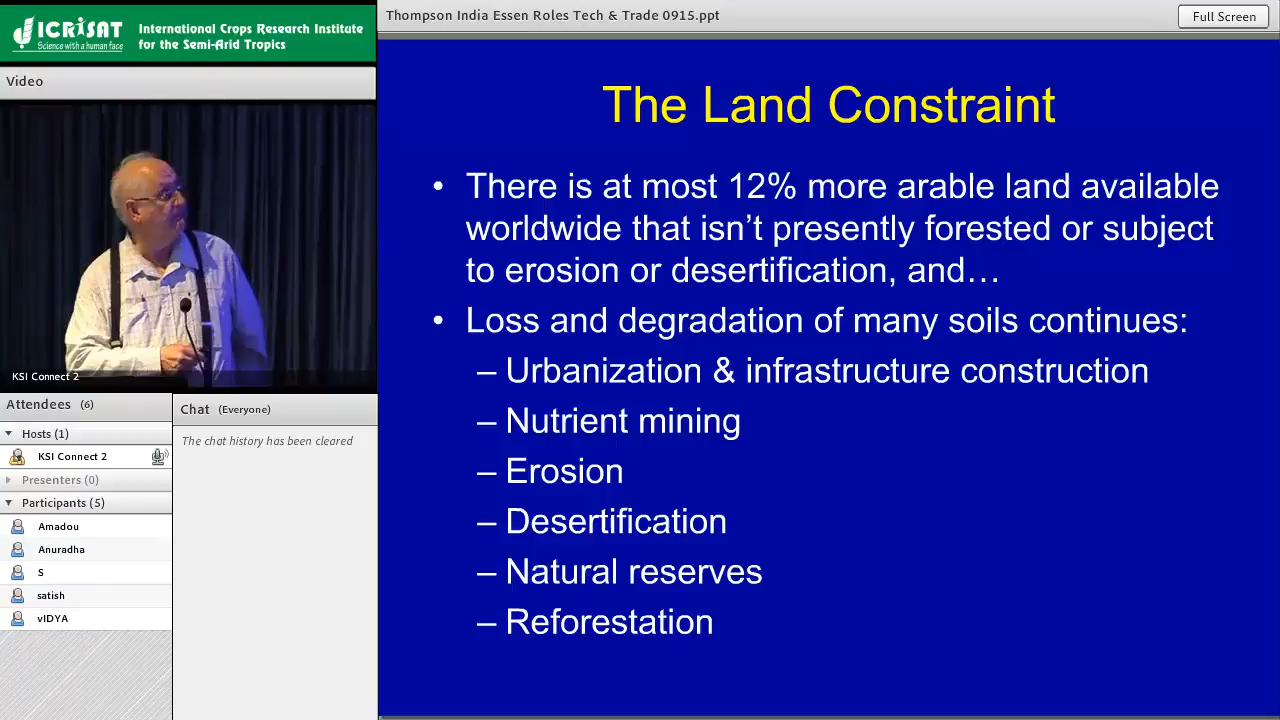 ICRISAT
Science with a human face
International Crops Research Institute
for the Semi-Arid Tropics
Thompson India Essen Roles Tech & Trade 0915.ppt
Full Screen
Video
KSI Connect 2
Attendees (6)
Hosts (1)
KSI Connect 2
Presenters (0)
Participants (5)
Amadou
Anuradha
S
satish
vIDYA
Chat (Everyone)
The chat history has been cleared
The Land Constraint
• There is at most 12% more arable land available
worldwide that isn’t presently forested or subject
to erosion or desertification, and…
• Loss and degradation of many soils continues:
– Urbanization & infrastructure construction
– Nutrient mining
– Erosion
– Desertification
– Natural reserves
– Reforestation